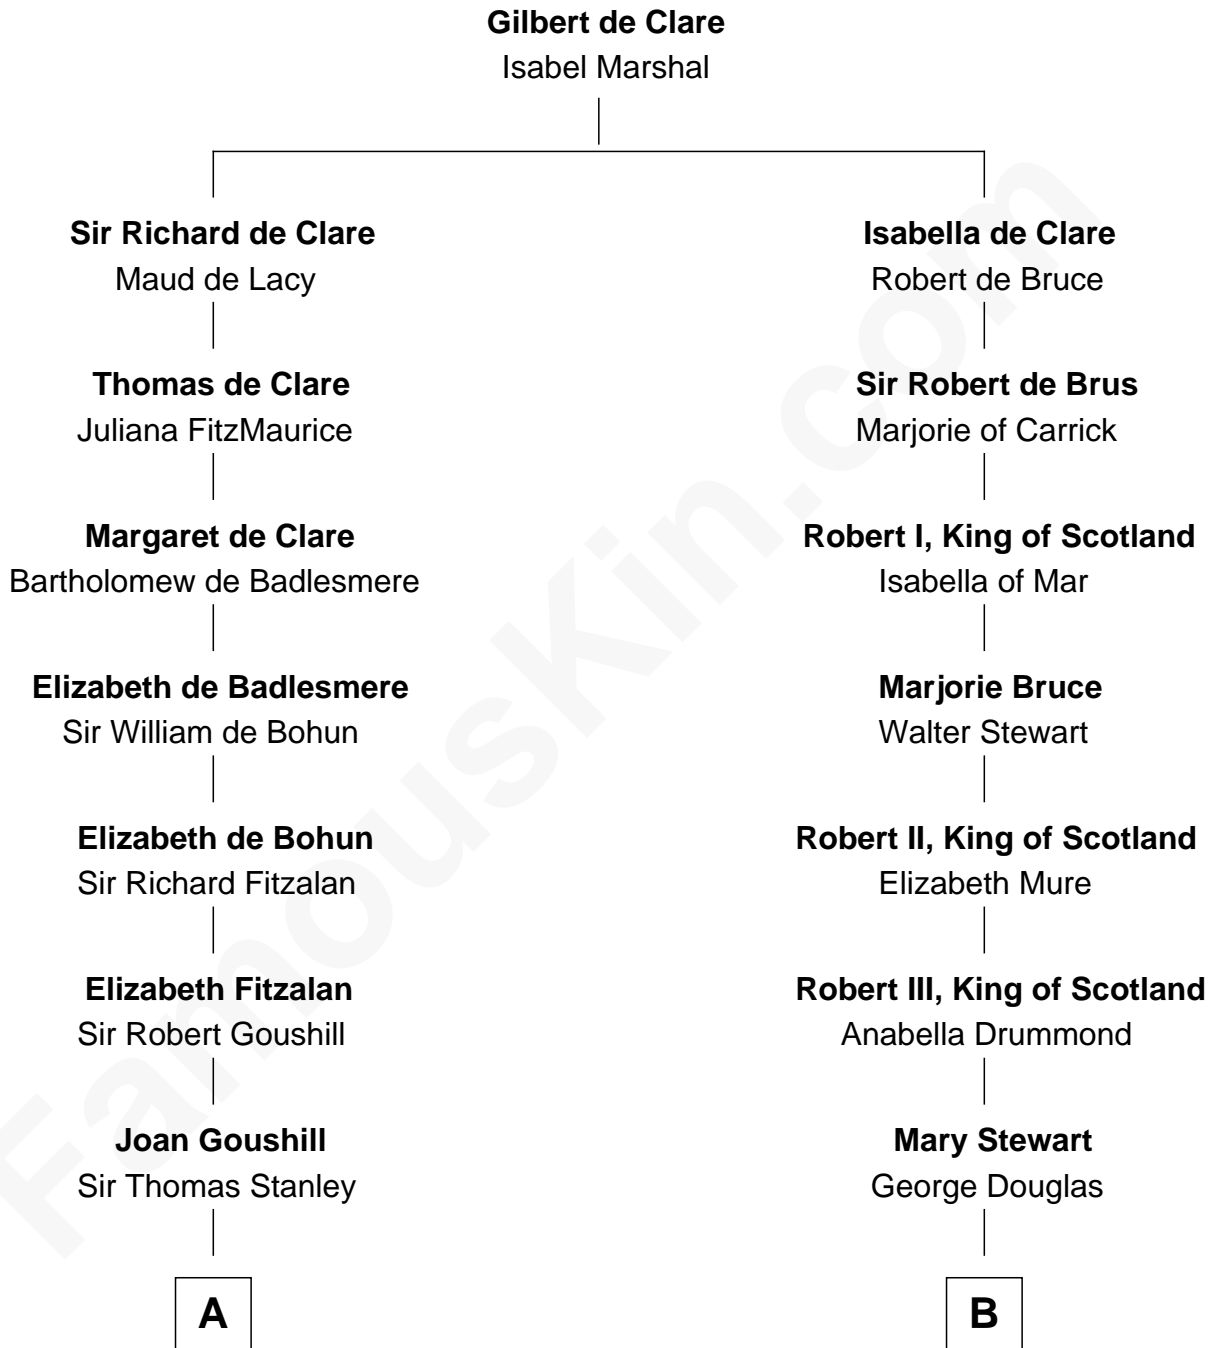 Gilbert de Clare
Isabel Marshal
Sir Richard de Clare
Maud de Lacy
Isabella de Clare
Robert de Bruce
Thomas de Clare
Juliana FitzMaurice
Sir Robert de Brus
Marjorie of Carrick
Margaret de Clare
Bartholomew de Badlesmere
Robert I, King of Scotland
Isabella of Mar
Elizabeth de Badlesmere
Sir William de Bohun
Marjorie Bruce
Walter Stewart
Elizabeth de Bohun
Sir Richard Fitzalan
Robert II, King of Scotland
Elizabeth Mure
Elizabeth Fitzalan
Sir Robert Goushill
Robert III, King of Scotland
Anabella Drummond
Joan Goushill
Sir Thomas Stanley
Mary Stewart
George Douglas
A
B
FamousKin.com